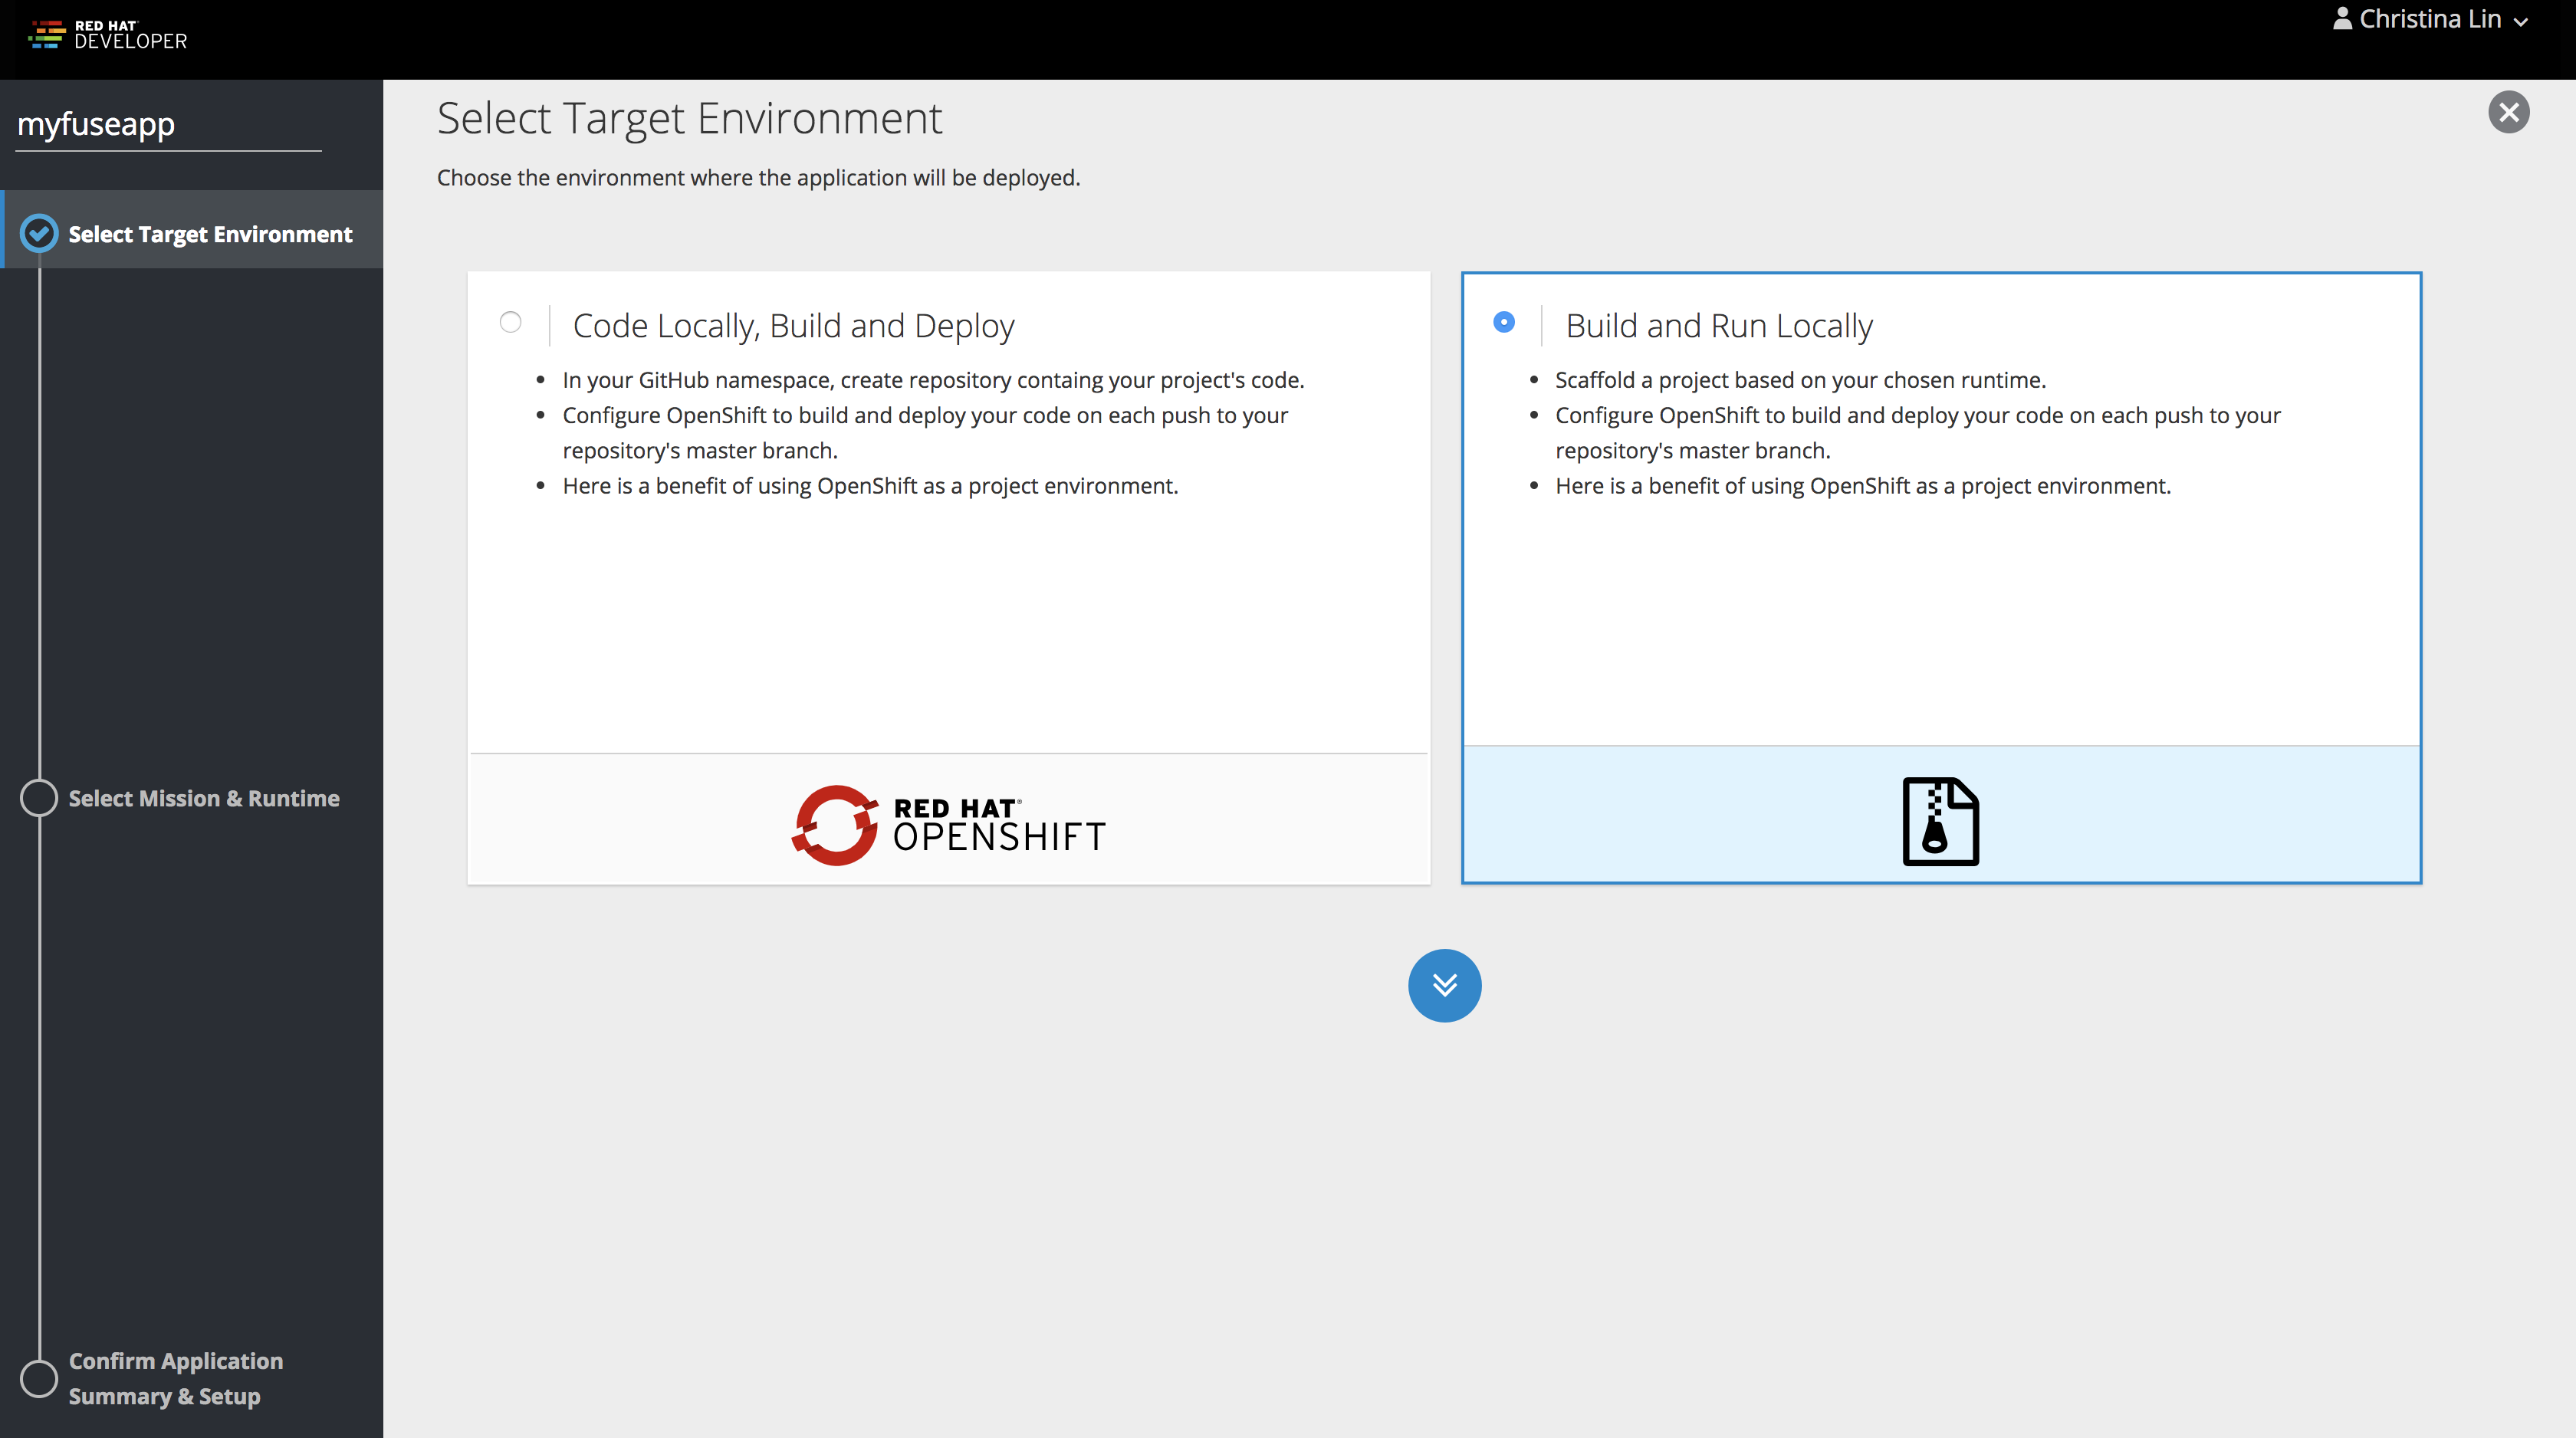 RED HAT®
DEVELOPER
Christina Lin
myfuseapp
Select Target Environment
Select Mission & Runtime
Confirm Application
Summary & Setup
Select Target Environment
Choose the environment where the application will be deployed.
Code Locally, Build and Deploy
• In your GitHub namespace, create repository containg your project's code.
• Configure OpenShift to build and deploy your code on each push to your
repository's master branch.
• Here is a benefit of using OpenShift as a project environment.
RED HAT®
OPENSHIFT
Build and Run Locally
• Scaffold a project based on your chosen runtime.
• Configure OpenShift to build and deploy your code on each push to your
repository's master branch.
• Here is a benefit of using OpenShift as a project environment.